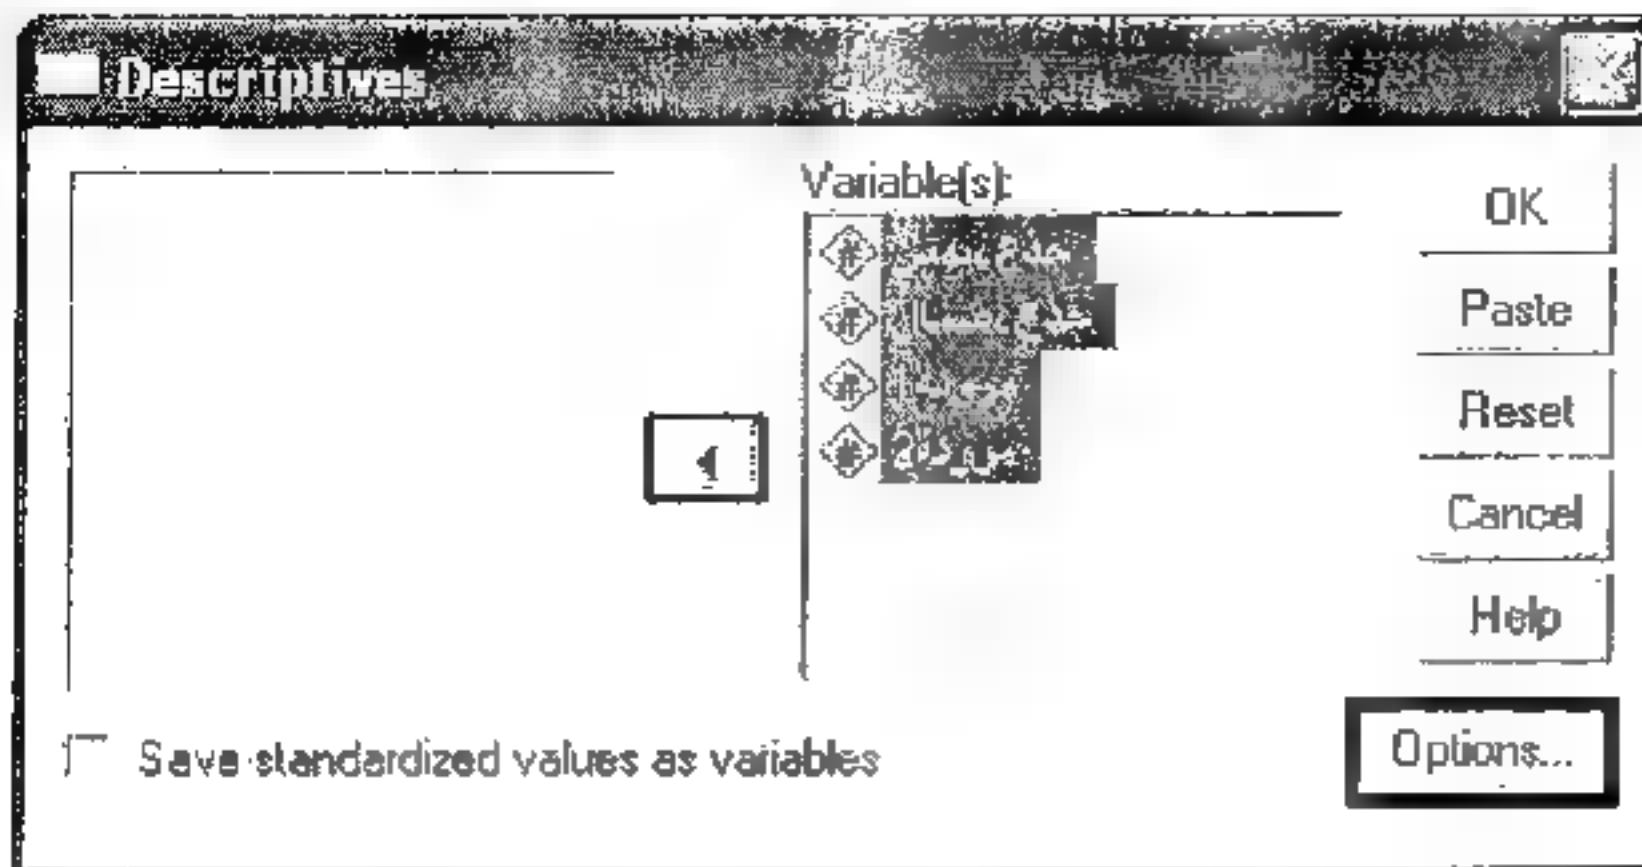 Descriptives
Variable(s):
OK
Paste
Reset
Cancel
Help
Save standardized values as variables
Options...